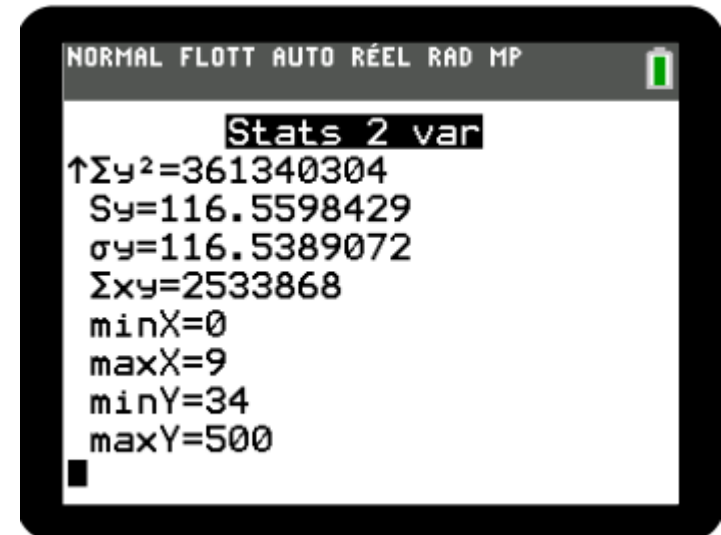 NORMAL FLOTT AUTO RÉEL RAD MP
Stats 2 var
↑Σy²=361340304
Sy=116.5598429
σy=116.5389072
Σxy=2533868
minX=0
maxX=9
minY=34
maxY=500